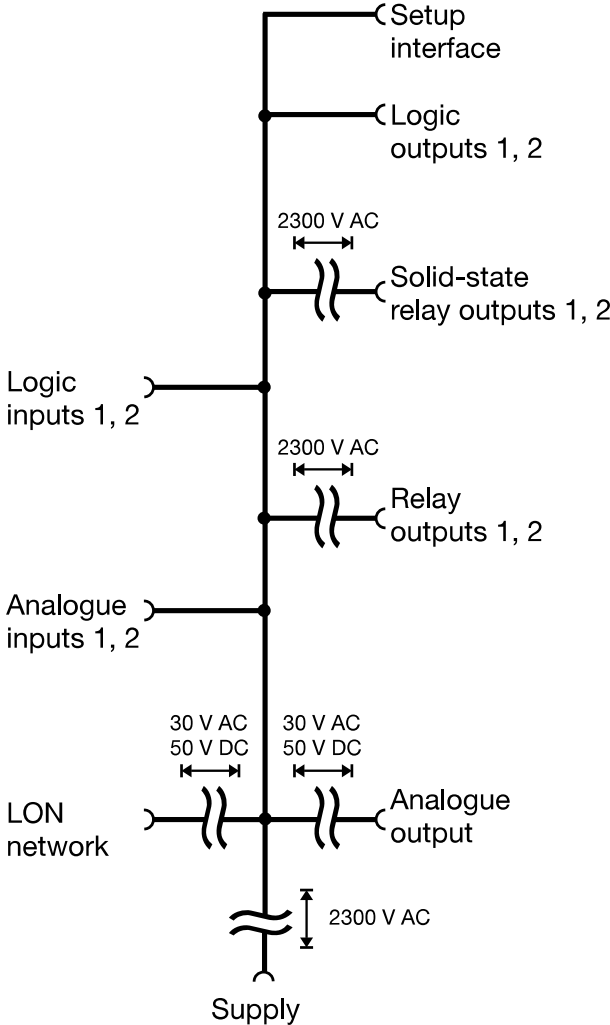 Setup
interface
Logic
outputs 1, 2
2300 V AC
Solid-state
relay outputs 1, 2
Logic
inputs 1, 2
2300 V AC
Relay
outputs 1, 2
Analogue
inputs 1, 2
30 V AC
50 V DC
30 V AC
50 V DC
LON
network
Analogue
output
2300 V AC
Supply